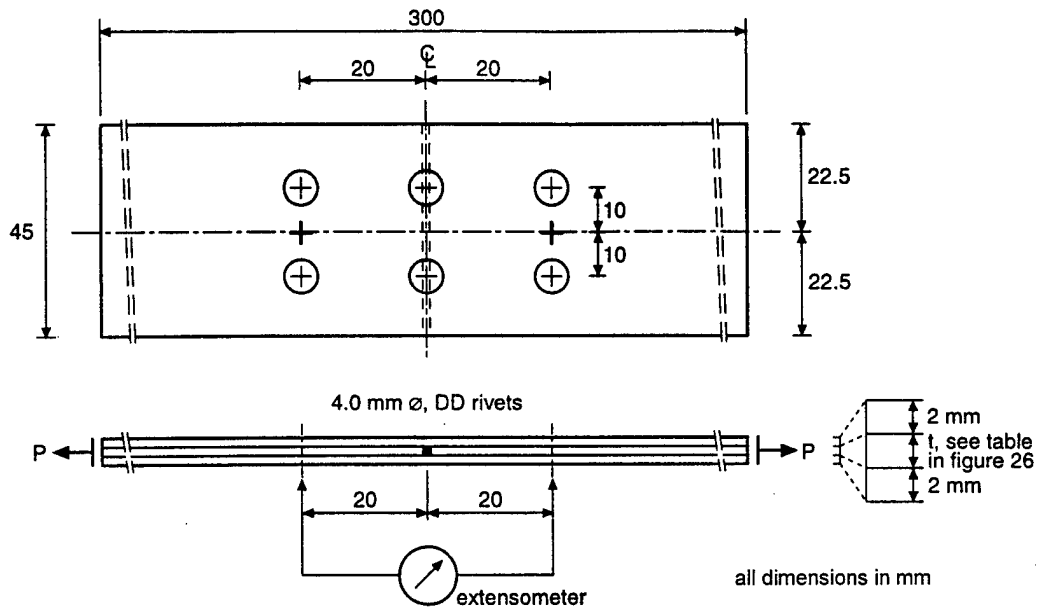 300
℄
20 20
45
22.5
10
10
22.5
4.0 mm ø, DD rivets
P
P
2 mm
t, see table
in figure 26
2 mm
20 20
extensometer
all dimensions in mm